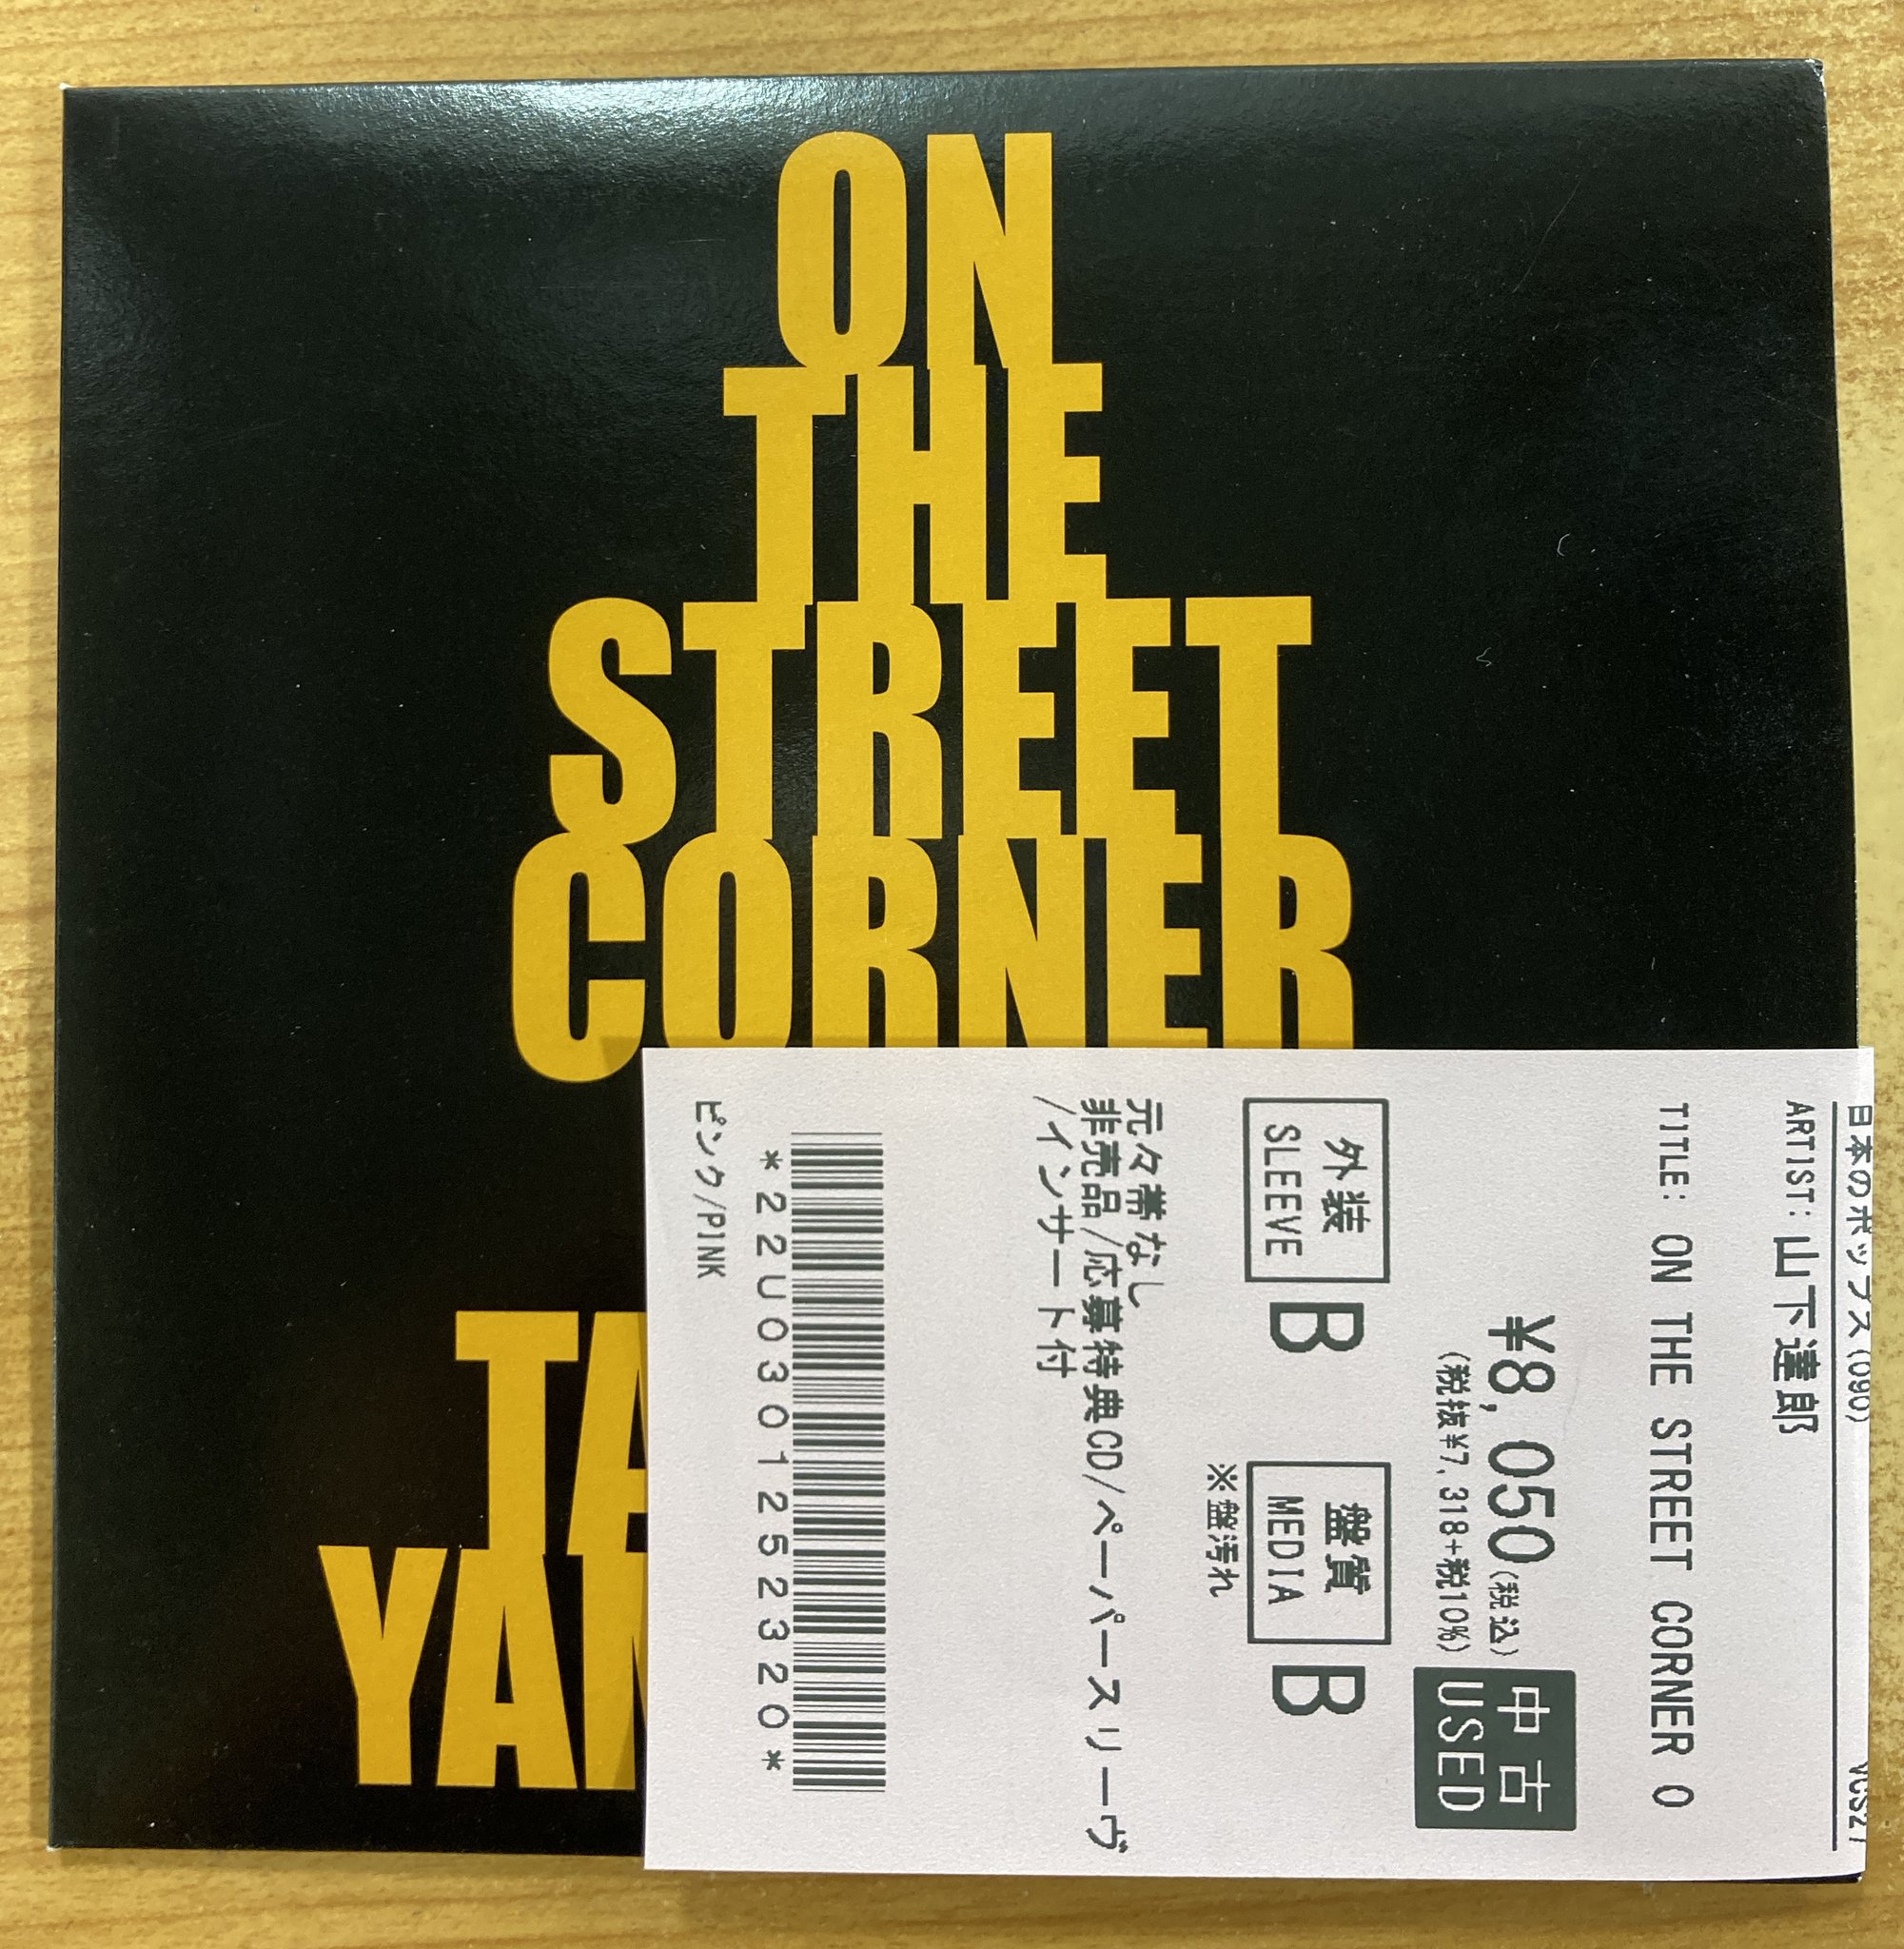 ON
THE
STREET
CORNER
TA
YAM
日本のポップス(090)
ARTIST: 山下達郎
TITLE: ON THE STREET CORNER 0
¥8,050(税込)
(税抜¥7,318+税10%)
中古
USED
外装
SLEEVE
B
盤質
MEDIA
B
※盤汚れ
元々帯なし
非売品/応募特典CD/ペーパースリーヴ
/インサート付
*22U030125 2320*
ピンク/PINK